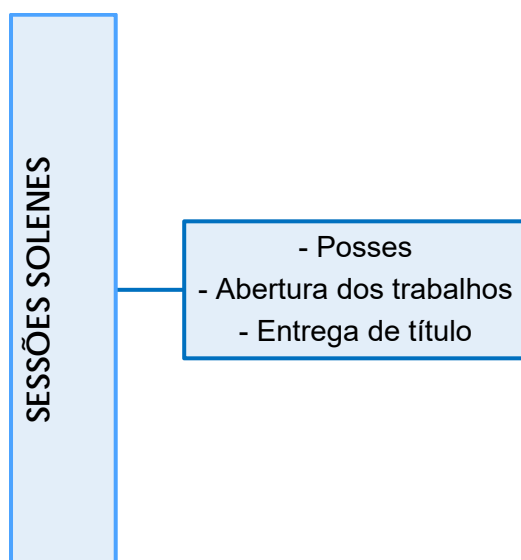 SESSÕES SOLENES
- Posses
- Abertura dos trabalhos
- Entrega de título